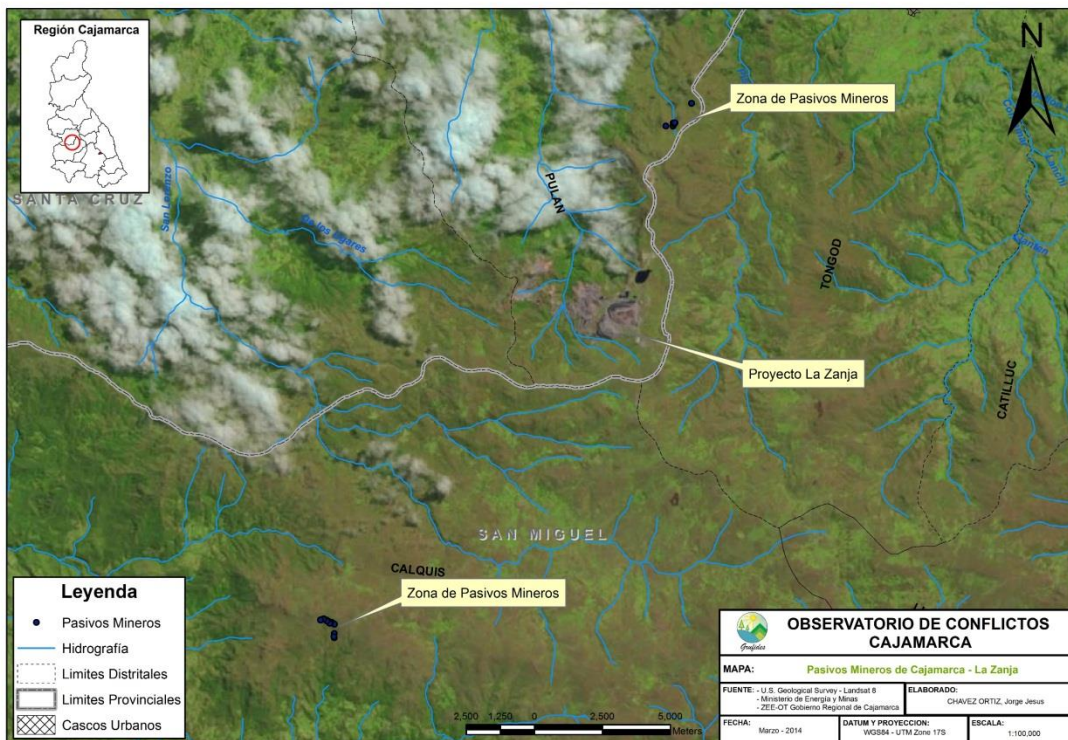 Región Cajamarca
N
Zona de Pasivos Mineros
SANTA CRUZ
San Lorenzo
PULAN
TONGOD
CATILLUC
Proyecto La Zanja
SAN MIGUEL
CALQUIS
Zona de Pasivos Mineros
Leyenda
Pasivos Mineros
Hidrografía
Limites Distritales
Limites Provinciales
Cascos Urbanos
2,500 1,250 0 2,500 5,000
Meters
Grufides
OBSERVATORIO DE CONFLICTOS
CAJAMARCA
MAPA: Pasivos Mineros de Cajamarca - La Zanja
FUENTE: - U.S. Geological Survey - Landsat 8
- Ministerio de Energía y Minas
- ZEE-OT Gobierno Regional de Cajamarca
ELABORADO:
CHAVEZ ORTIZ, Jorge Jesus
FECHA:
Marzo - 2014
DATUM Y PROYECCION:
WGS84 - UTM Zona 17S
ESCALA:
1:100,000